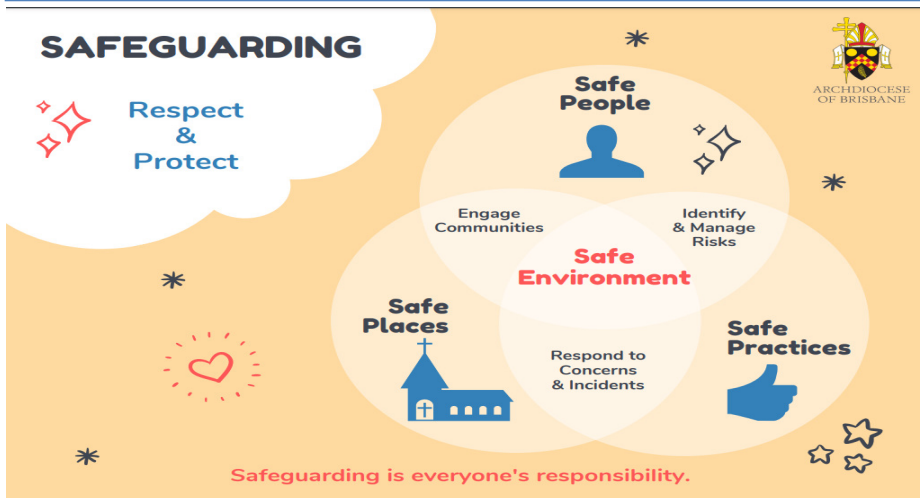 SAFEGUARDING
Respect
&
Protect
ARCHDIOCESE
OF BRISBANE
Safe
People
Engage
Communities
Identify
& Manage
Risks
Safe
Environment
Safe
Places
Safe
Practices
Respond to
Concerns
& Incidents
Safeguarding is everyone's responsibility.